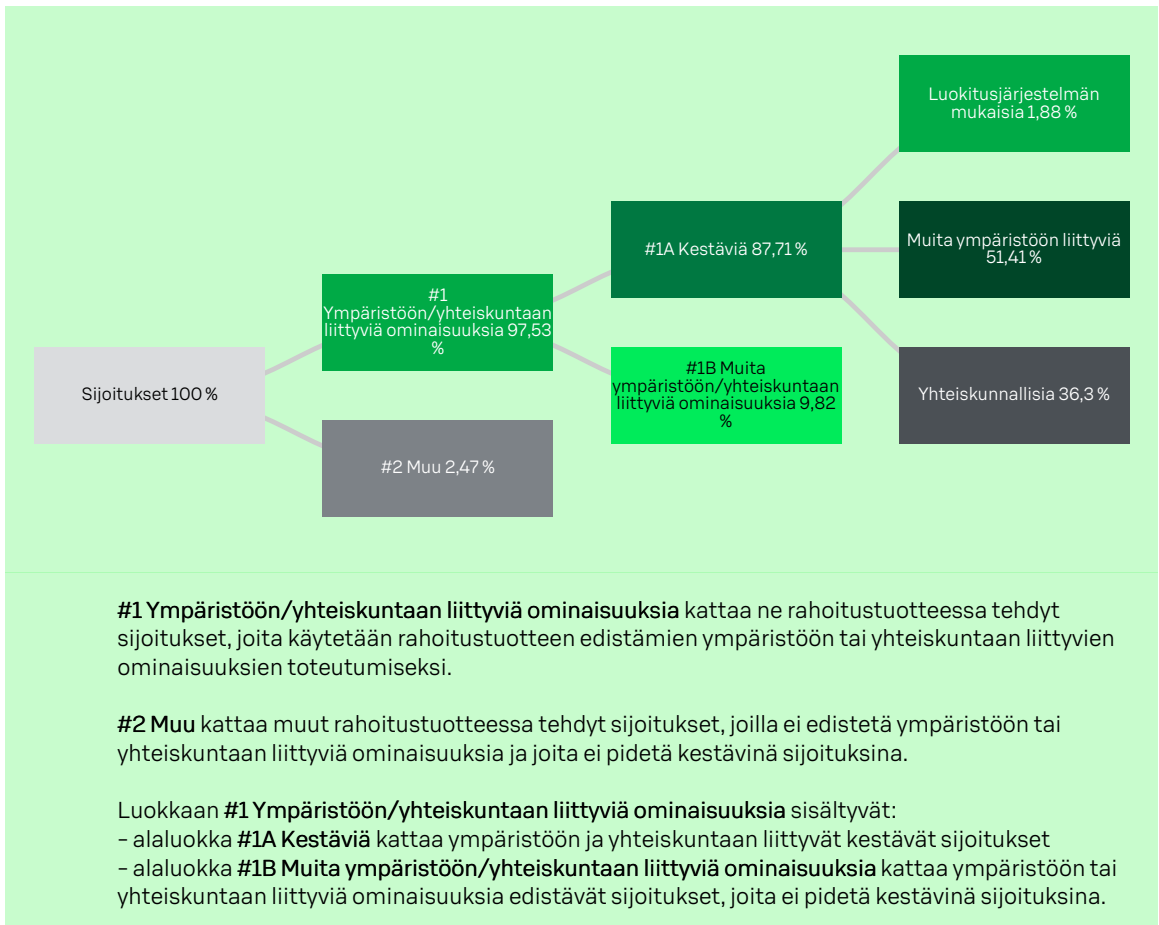 Luokitusjärjestelmän
mukaisia 1,88 %
#1A Kestäviä 87,71 %
Muita ympäristöön liittyviä
51,41 %
#1
Ympäristöön/yhteiskuntaan
liittyviä ominaisuuksia 97,53
%
Sijoitukset 100 %
#1B Muita
ympäristöön/yhteiskuntaan
liittyviä ominaisuuksia 9,82
%
Yhteiskunnallisia 36,3 %
#2 Muu 2,47 %
#1 Ympäristöön/yhteiskuntaan liittyviä ominaisuuksia kattaa ne rahoitustuotteessa tehdyt
sijoitukset, joita käytetään rahoitustuotteen edistämien ympäristöön tai yhteiskuntaan liittyvien
ominaisuuksien toteutumiseksi.
#2 Muu kattaa muut rahoitustuotteessa tehdyt sijoitukset, joilla ei edistetä ympäristöön tai
yhteiskuntaan liittyviä ominaisuuksia ja joita ei pidetä kestävinä sijoituksina.
Luokkaan #1 Ympäristöön/yhteiskuntaan liittyviä ominaisuuksia sisältyvät:
- alaluokka #1A Kestäviä kattaa ympäristöön ja yhteiskuntaan liittyvät kestävät sijoitukset
- alaluokka #1B Muita ympäristöön/yhteiskuntaan liittyviä ominaisuuksia kattaa ympäristöön tai
yhteiskuntaan liittyviä ominaisuuksia edistävät sijoitukset, joita ei pidetä kestävinä sijoituksina.